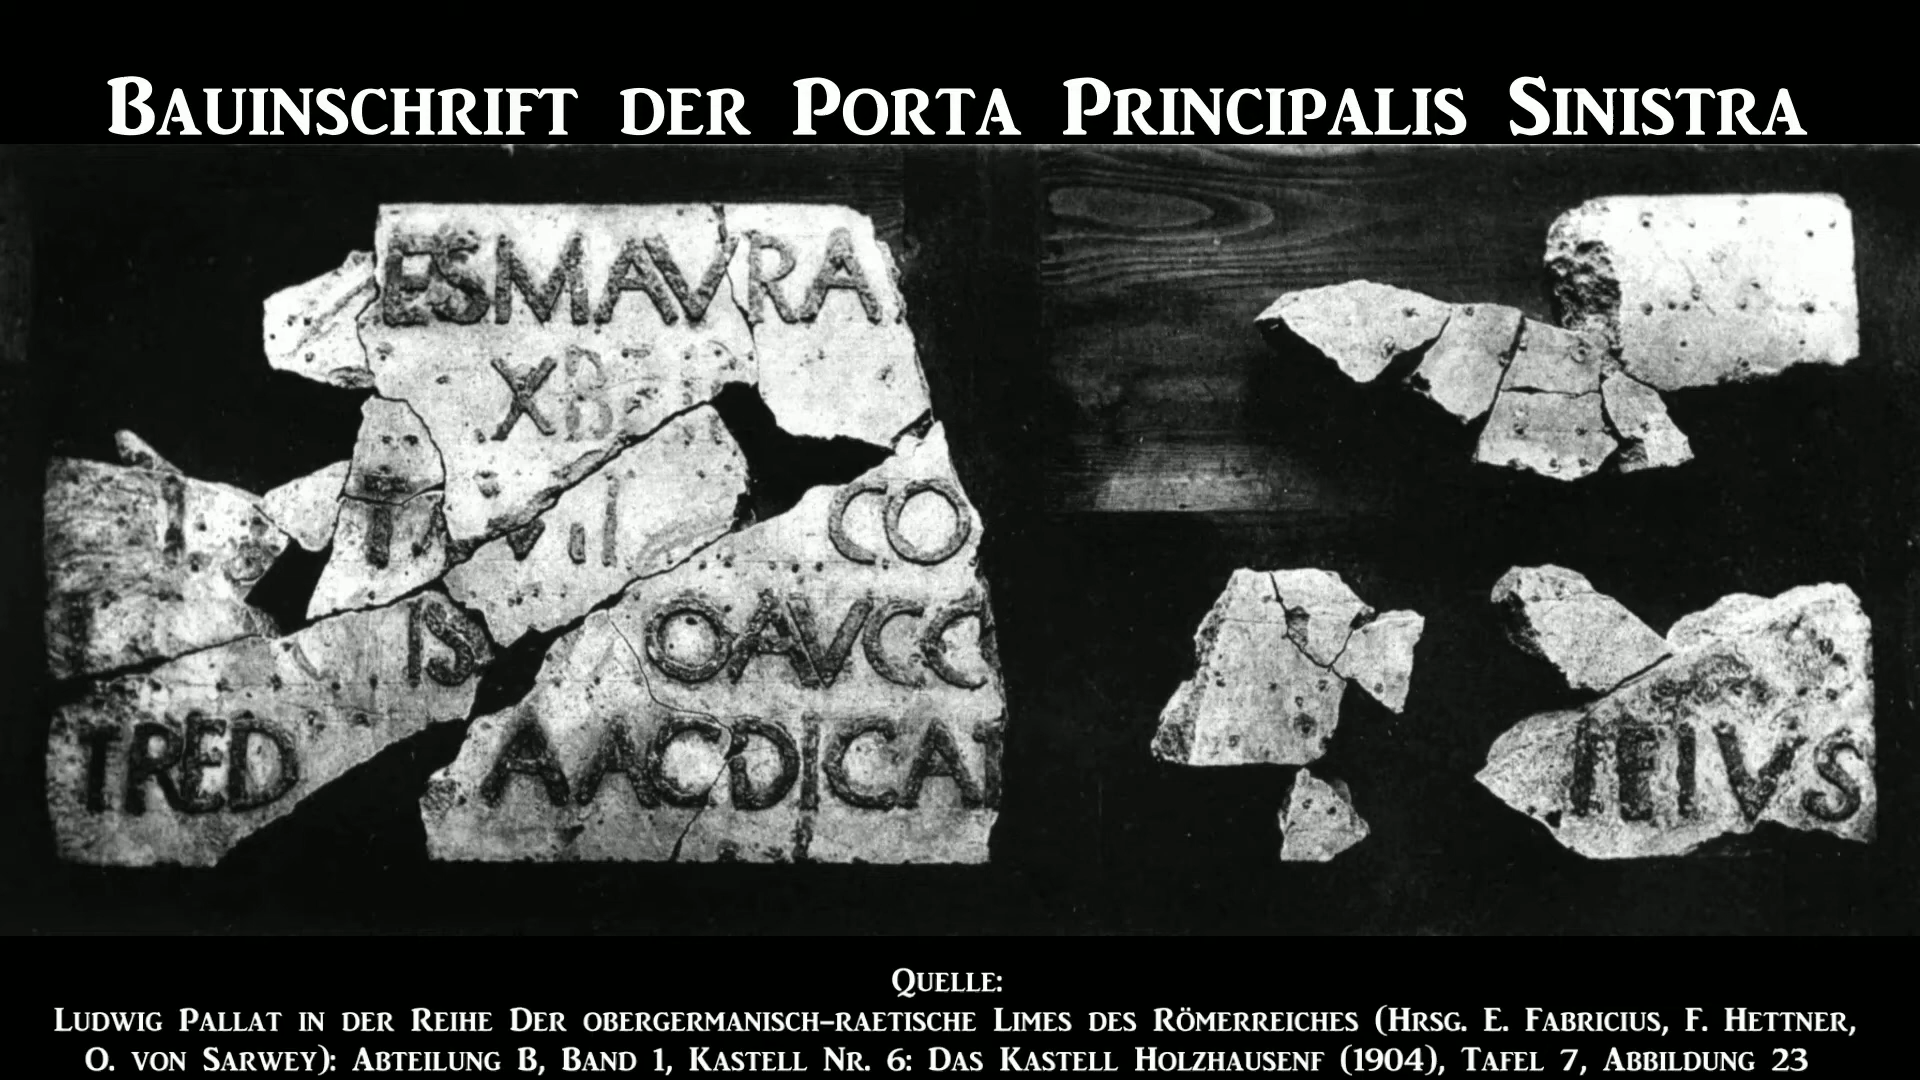 Bauinschrift der Porta Principalis Sinistra
ESMAVRA
XB
CO
IS
OAVCC
TRED
AACDICAT
IEIVS
Quelle:
Ludwig Pallat in der Reihe Der obergermanisch-raetische Limes des Römerreiches (Hrsg. E. Fabricius, F. Hettner,
O. von Sarwey): Abteilung B, Band 1, Kastell Nr. 6: Das Kastell Holzhausenf (1904), Tafel 7, Abbildung 23